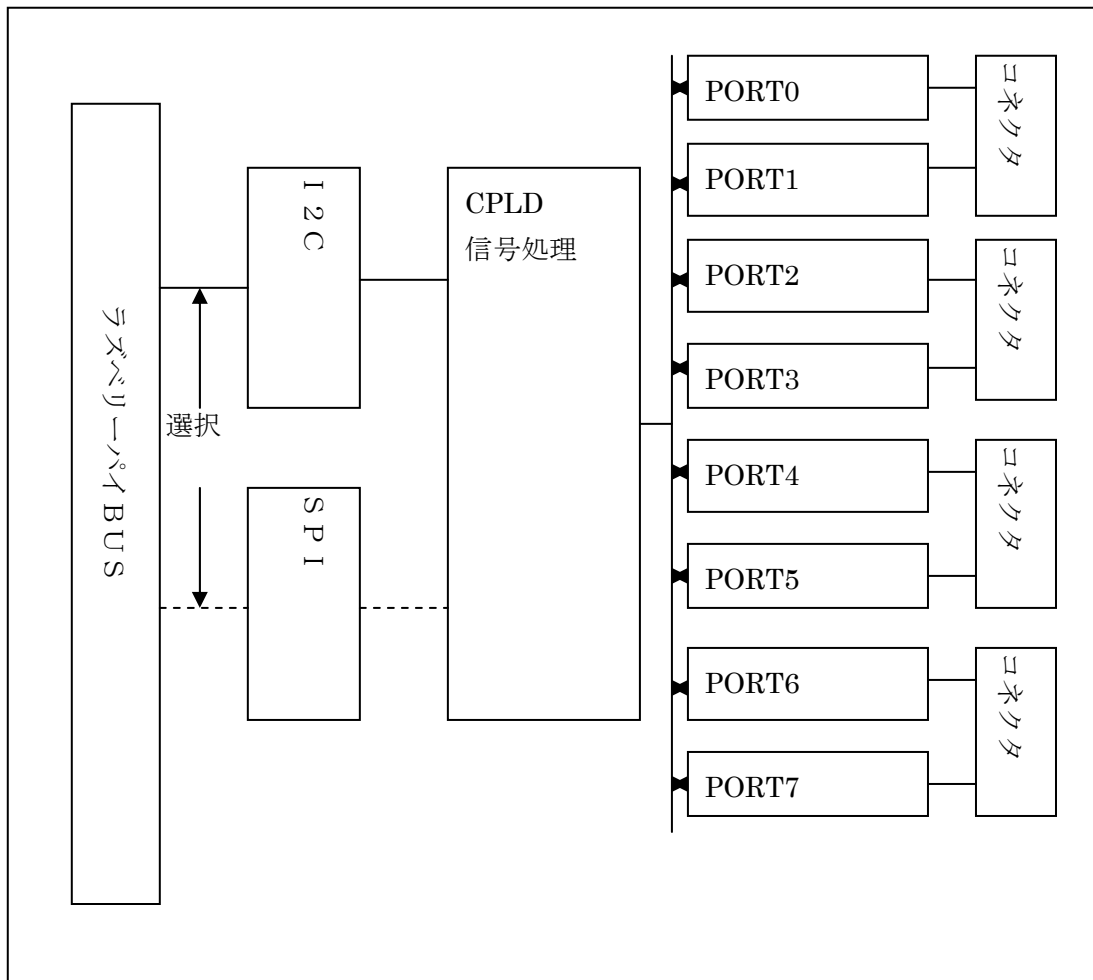 ラズベリーパイBUS
選択
I2C
SPI
CPLD
信号処理
PORT0
PORT1
コネクタ
PORT2
PORT3
コネクタ
PORT4
PORT5
コネクタ
PORT6
PORT7
コネクタ